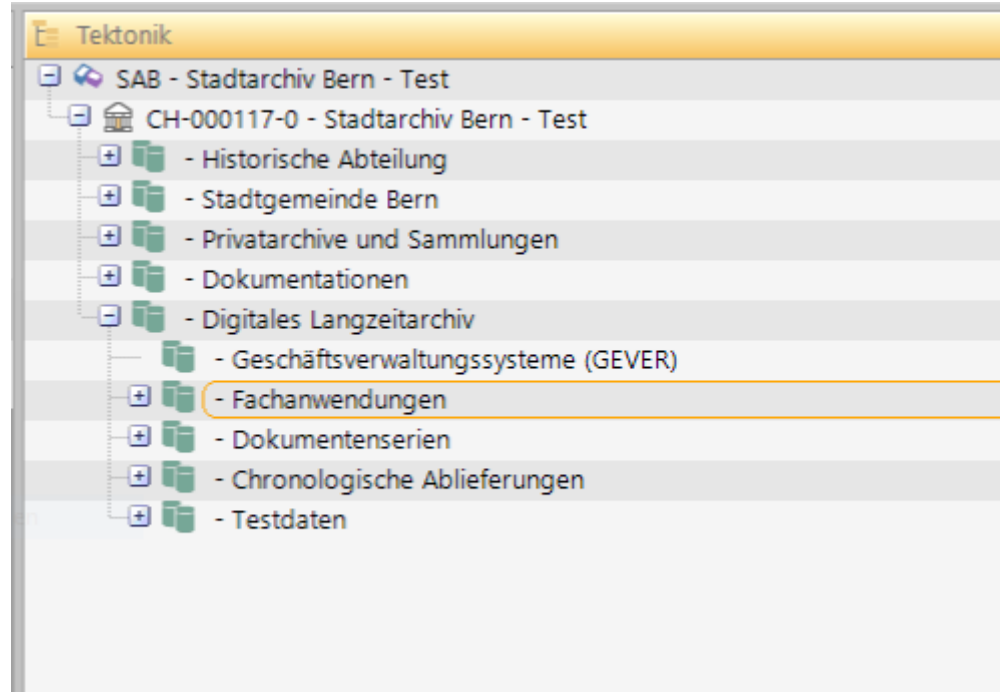 Tektonik
SAB - Stadtarchiv Bern - Test
CH-000117-0 - Stadtarchiv Bern - Test
- Historische Abteilung
- Stadtgemeinde Bern
- Privatarchive und Sammlungen
- Dokumentationen
- Digitales Langzeitarchiv
- Geschäftsverwaltungssysteme (GEVER)
- Fachanwendungen
- Dokumentenserien
- Chronologische Ablieferungen
- Testdaten